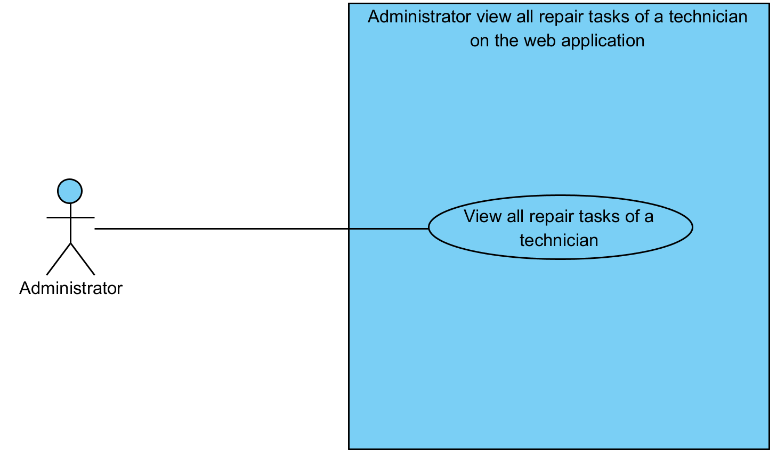 Administrator view all repair tasks of a technician
on the web application
View all repair tasks of a
technician
Administrator